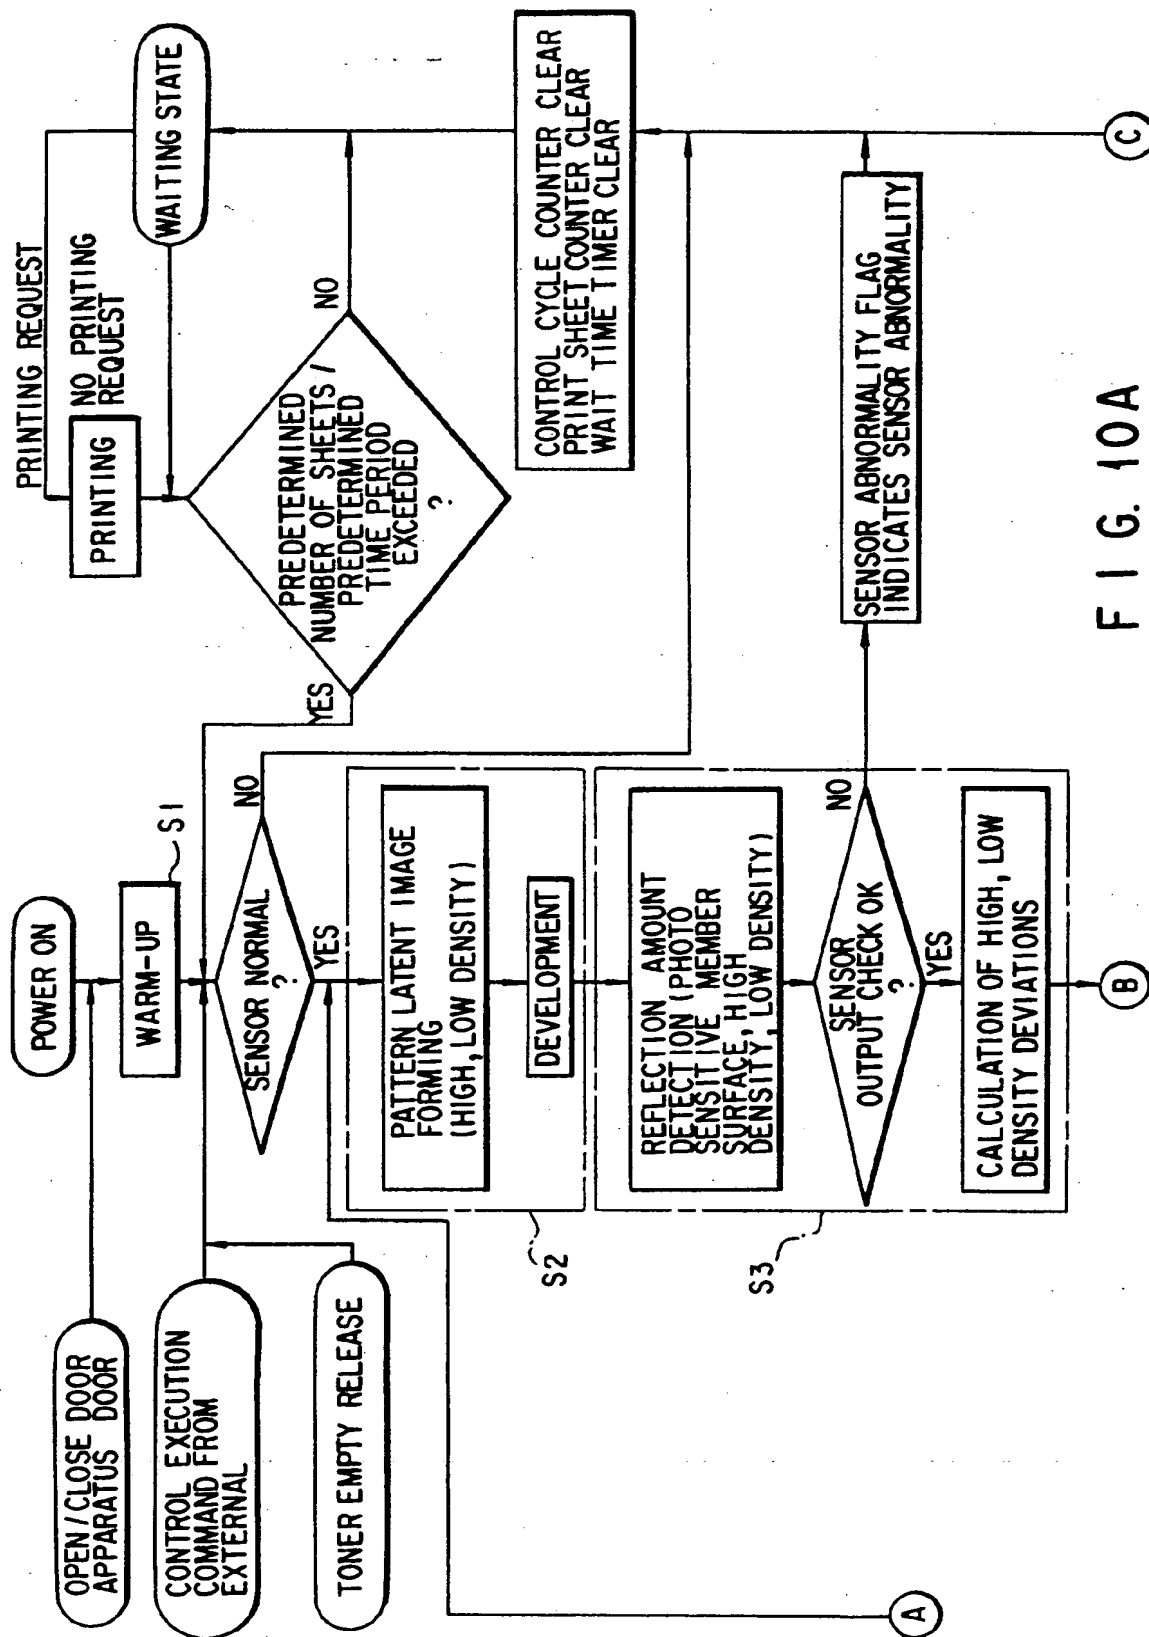 POWER ON
OPEN/CLOSE DOOR
APPARATUS DOOR
WARM-UP
S1
CONTROL EXECUTION
COMMAND FROM
EXTERNAL
TONER EMPTY RELEASE
SENSOR NORMAL
?
NO
YES
PATTERN LATENT IMAGE
FORMING
(HIGH, LOW DENSITY)
DEVELOPMENT
S2
REFLECTION AMOUNT
DETECTION (PHOTO
SENSITIVE MEMBER
SURFACE, HIGH
DENSITY, LOW DENSITY)
SENSOR
OUTPUT CHECK OK
?
NO
YES
CALCULATION OF HIGH, LOW
DENSITY DEVIATIONS
S3
A
B
PRINTING REQUEST
NO PRINTING
REQUEST
PRINTING
WAITING STATE
PREDETERMINED
NUMBER OF SHEETS /
PREDETERMINED
TIME PERIOD
EXCEEDED
?
YES
NO
CONTROL CYCLE COUNTER CLEAR
PRINT SHEET COUNTER CLEAR
WAIT TIME TIMER CLEAR
SENSOR ABNORMALITY FLAG
INDICATES SENSOR ABNORMALITY
C
FIG. 10A